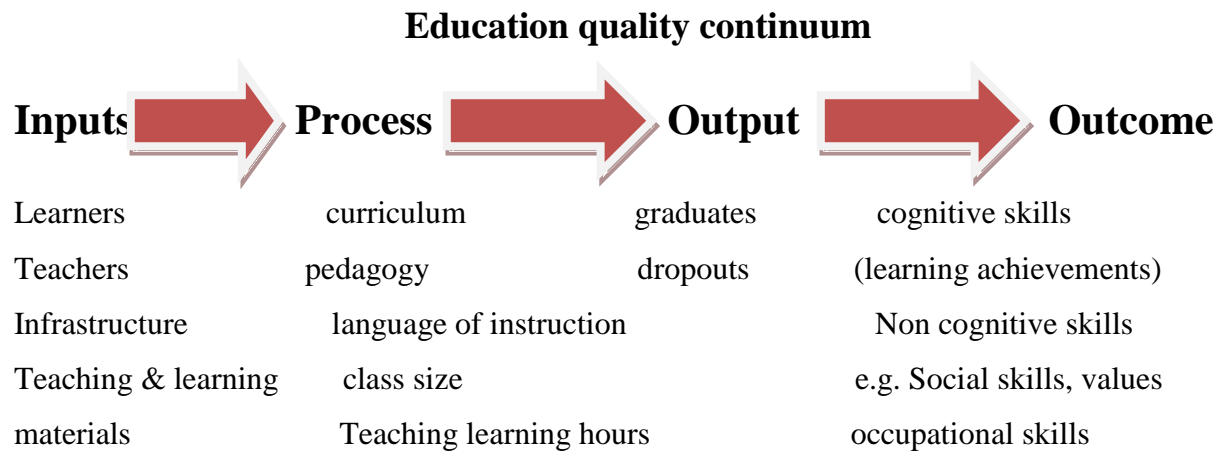 Education quality continuum
Inputs Process Output Outcome
Learners curriculum graduates cognitive skills
Teachers pedagogy dropouts (learning achievements)
Infrastructure language of instruction Non cognitive skills
Teaching & learning class size e.g. Social skills, values
materials Teaching learning hours occupational skills